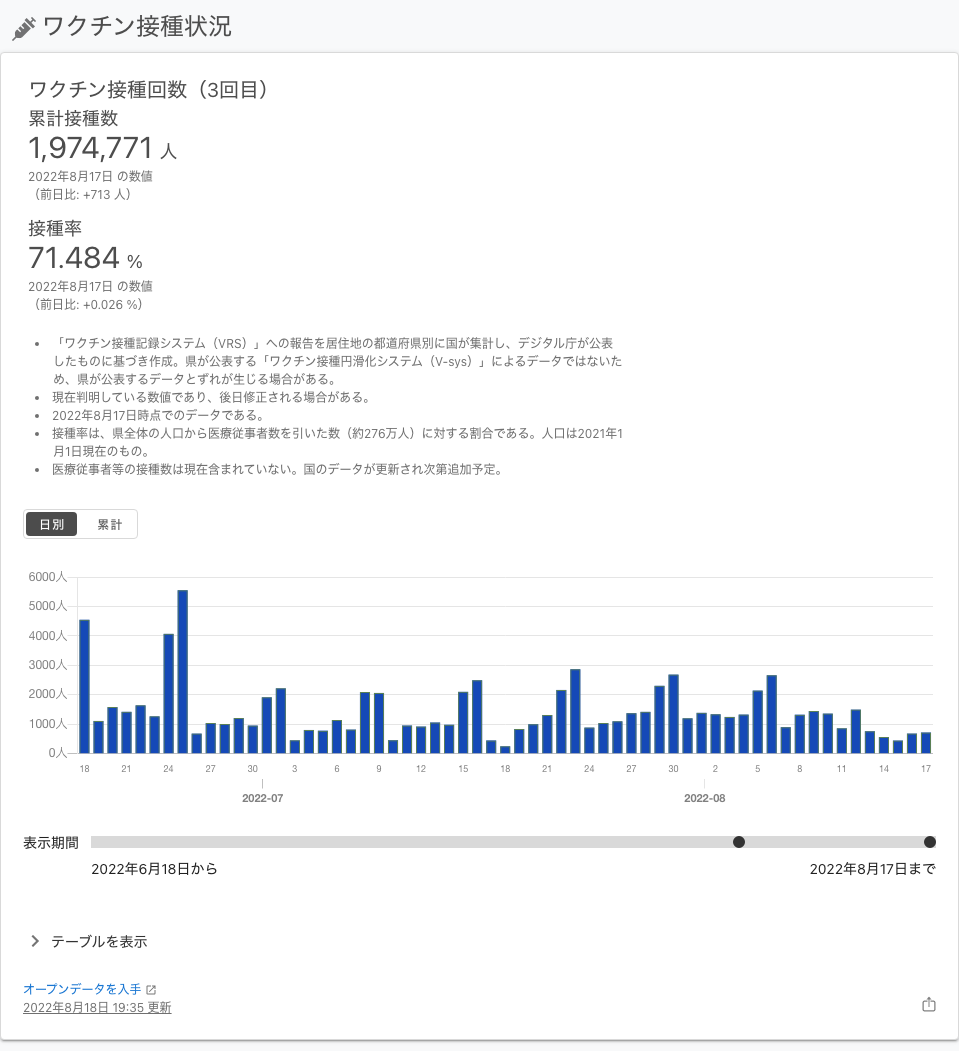 ワクチン接種状況
ワクチン接種回数（3回目）
累計接種数
1,974,771 人
2022年8月17日 の数値
（前日比: +713 人）
接種率
71.484 %
2022年8月17日 の数値
（前日比: +0.026 %）
「ワクチン接種記録システム（VRS）」への報告を居住地の都道府県別に国が集計し、デジタル庁が公表
したものに基づき作成。県が公表する「ワクチン接種円滑化システム（V-sys）」によるデータではないた
め、県が公表するデータとずれが生じる場合がある。
現在判明している数値であり、後日修正される場合がある。
2022年8月17日時点でのデータである。
接種率は、県全体の人口から医療従事者数を引いた数（約276万人）に対する割合である。人口は2021年1
月1日現在のもの。
医療従事者等の接種数は現在含まれていない。国のデータが更新され次第追加予定。
日別 累計
6000人
5000人
4000人
3000人
2000人
1000人
0人
18 21 24 27 30 3 6 9 12 15 18 21 24 27 30 2 5 8 11 14 17
2022-07 2022-08
表示期間
2022年6月18日から 2022年8月17日まで
テーブルを表示
オープンデータを入手
2022年8月18日 19:35 更新